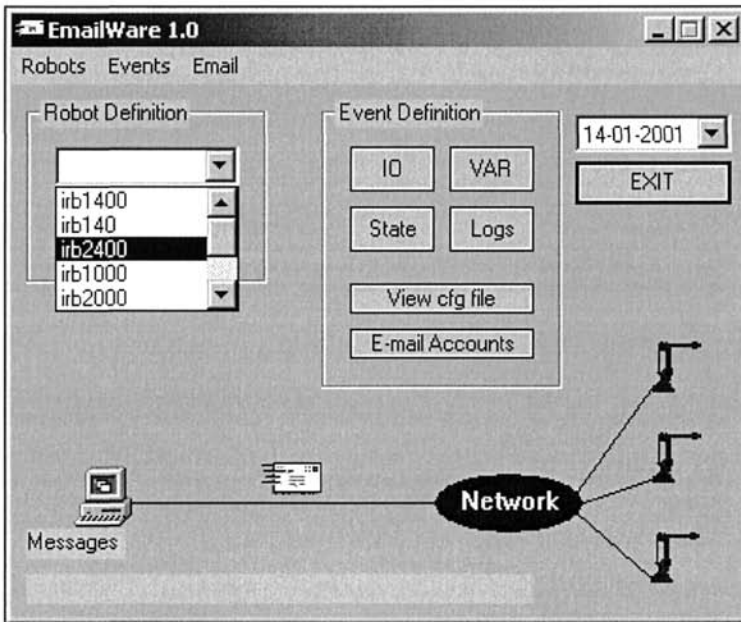 EmailWare 1.0
Robots Events Email
Robot Definition
irb1400
irb140
irb2400
irb1000
irb2000
Event Definition
IO VAR
State Logs
View cfg file
E-mail Accounts
14-01-2001
EXIT
Network
Messages